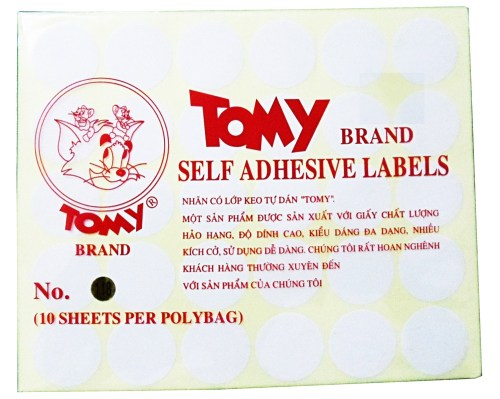 TOMY BRAND
SELF ADHESIVE LABELS
NHÃN CÓ LỚP KEO TỰ DÁN "TOMY".
MỘT SẢN PHẨM ĐƯỢC SẢN XUẤT VỚI GIẤY CHẤT LƯỢNG
HẢO HẠNG, ĐỘ DÍNH CAO, KIỂU DÁNG ĐA DẠNG, NHIỀU
KÍCH CỞ, SỬ DỤNG DỄ DÀNG. CHÚNG TÔI RẤT HOAN NGHÊNH
KHÁCH HÀNG THƯỜNG XUYÊN ĐẾN
VỚI SẢN PHẨM CỦA CHÚNG TÔI
TOMY®
BRAND
No.
(10 SHEETS PER POLYBAG)